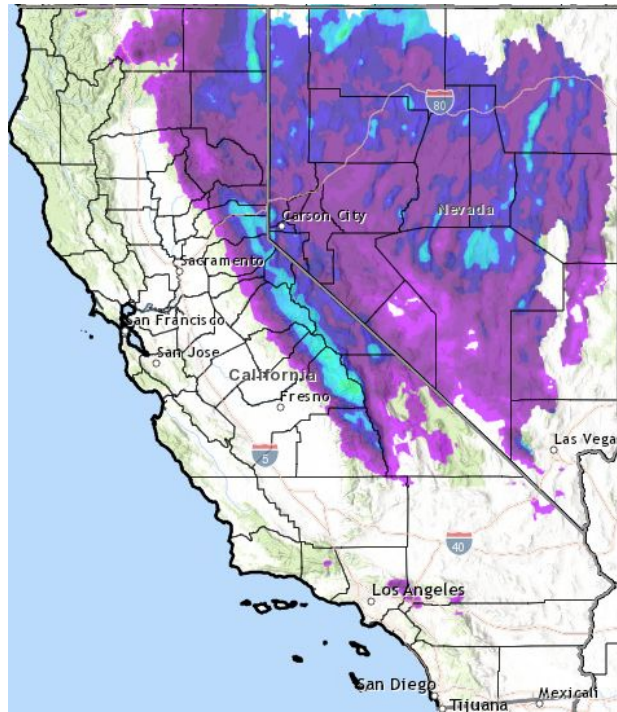 80
Nevada
Carson City
Sacramento
San Francisco
San Jose
California
Fresno
5
Las Vega
40
Los Angeles
San Diego
Tijuana
Mexicali